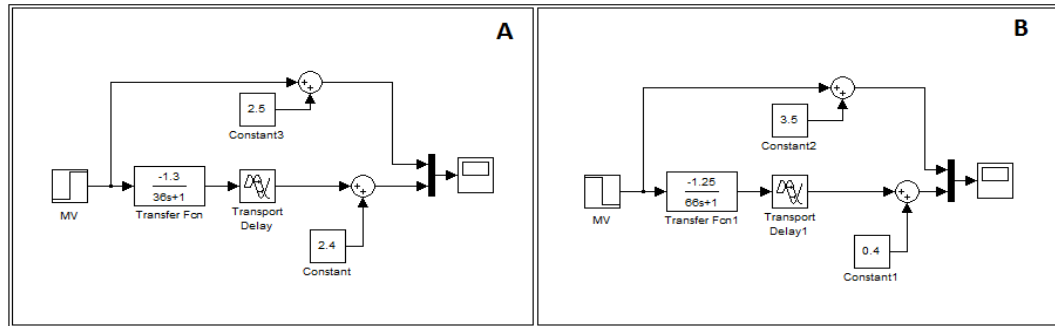 A
2.5
Constant3
MV
-1.3
36s+1
Transfer Fcn
Transport
Delay
2.4
Constant
B
3.5
Constant2
MV
-1.25
66s+1
Transfer Fcn1
Transport
Delay1
0.4
Constant1